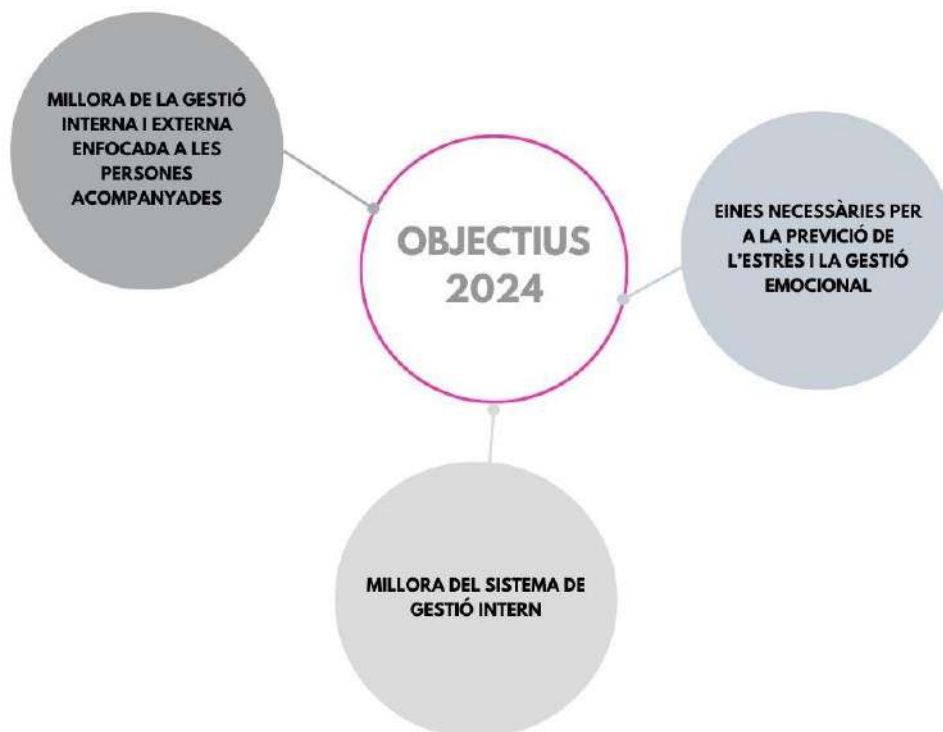 MILLORA DE LA GESTIÓ
INTERNA I EXTERNA
ENFOCADA A LES
PERSONES
ACOMPANYADES
OBJECTIUS
2024
EINES NECESSÀRIES PER
A LA PREVICIÓ DE
L'ESTRÈS I LA GESTIÓ
EMOCIONAL
MILLORA DEL SISTEMA DE
GESTIÓ INTERN